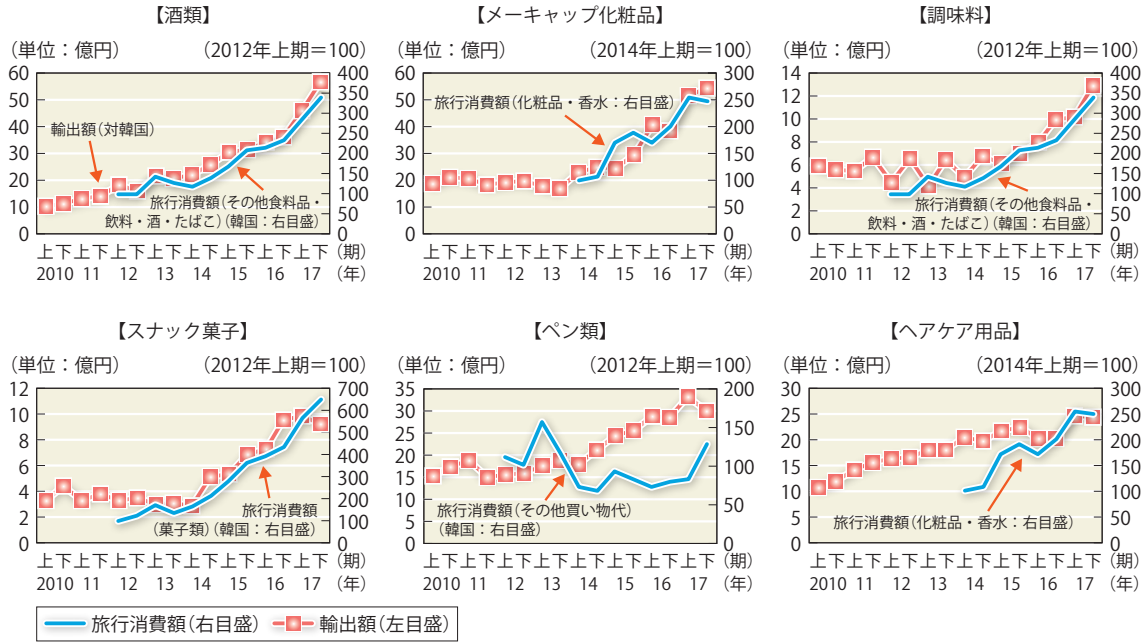 【酒類】
(単位：億円) (2012年上期＝100)
60
50
40
30
20
10
0
400
350
300
250
200
150
100
50
0
輸出額(対韓国)
旅行消費額(その他食料品・
飲料・酒・たばこ)(韓国：右目盛)
上下 上下 上下 上下 上下 上下 上下 上下 (期)
2010 11 12 13 14 15 16 17 (年)
【メーキャップ化粧品】
(単位：億円) (2014年上期＝100)
60
50
40
30
20
10
0
300
250
200
150
100
50
0
旅行消費額(化粧品・香水：右目盛)
上下 上下 上下 上下 上下 上下 上下 上下 (期)
2010 11 12 13 14 15 16 17 (年)
【調味料】
(単位：億円) (2012年上期＝100)
14
12
10
8
6
4
2
0
400
350
300
250
200
150
100
50
0
旅行消費額(その他食料品・
飲料・酒・たばこ)(韓国：右目盛)
上下 上下 上下 上下 上下 上下 上下 上下 (期)
2010 11 12 13 14 15 16 17 (年)
【スナック菓子】
(単位：億円) (2012年上期＝100)
12
10
8
6
4
2
0
700
600
500
400
300
200
100
0
旅行消費額
(菓子類)(韓国：右目盛)
上下 上下 上下 上下 上下 上下 上下 上下 (期)
2010 11 12 13 14 15 16 17 (年)
【ペン類】
(単位：億円) (2012年上期＝100)
35
30
25
20
15
10
5
0
200
150
100
50
0
旅行消費額(その他買い物代)
(韓国：右目盛)
上下 上下 上下 上下 上下 上下 上下 上下 (期)
2010 11 12 13 14 15 16 17 (年)
【ヘアケア用品】
(単位：億円) (2014年上期＝100)
30
25
20
15
10
5
0
300
250
200
150
100
50
0
旅行消費額(化粧品・香水：右目盛)
上下 上下 上下 上下 上下 上下 上下 上下 (期)
2010 11 12 13 14 15 16 17 (年)
旅行消費額(右目盛) 輸出額(左目盛)